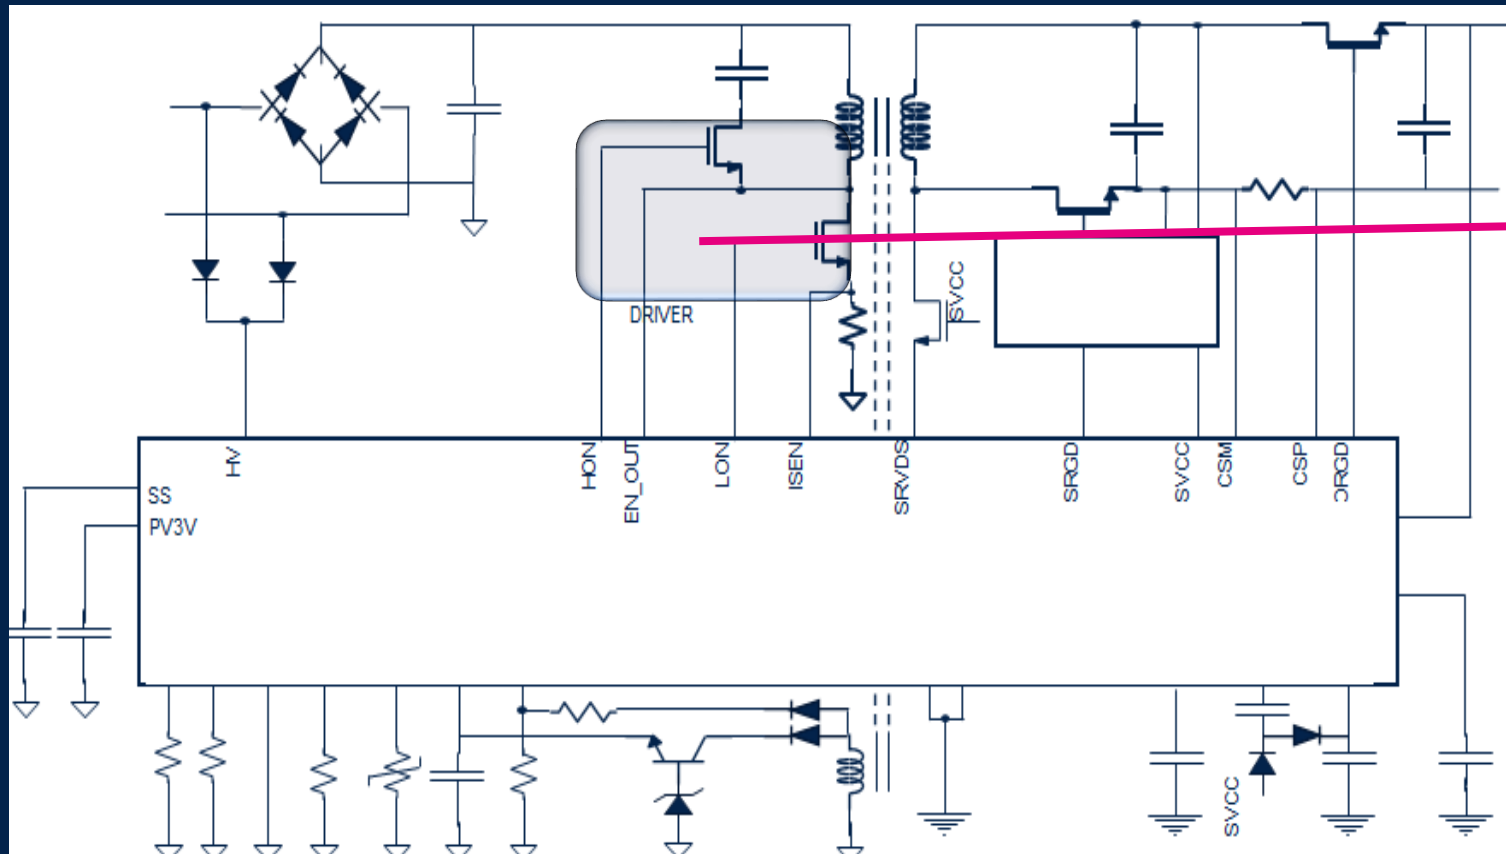 SVCC
DRIVER
HV
HON
EN_OUT
LON
ISEN
SRVDS
SRGD
SVCC
CSM
CSP
SS
PV3V
SVCC